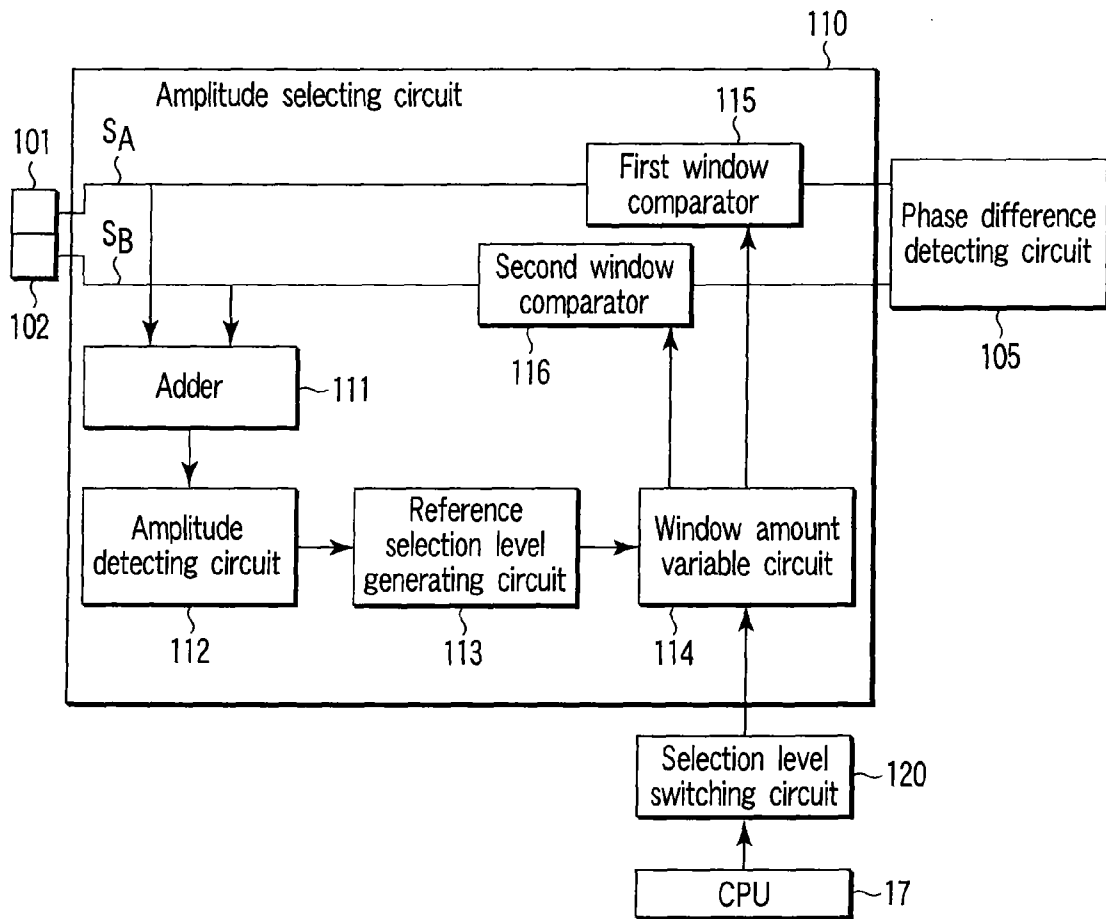 110
Amplitude selecting circuit
115
101
SA
First window
comparator
Phase difference
detecting circuit
SB
Second window
comparator
102
116
105
Adder
111
Amplitude
detecting circuit
Reference
selection level
generating circuit
Window amount
variable circuit
112
113
114
Selection level
switching circuit
120
CPU
17